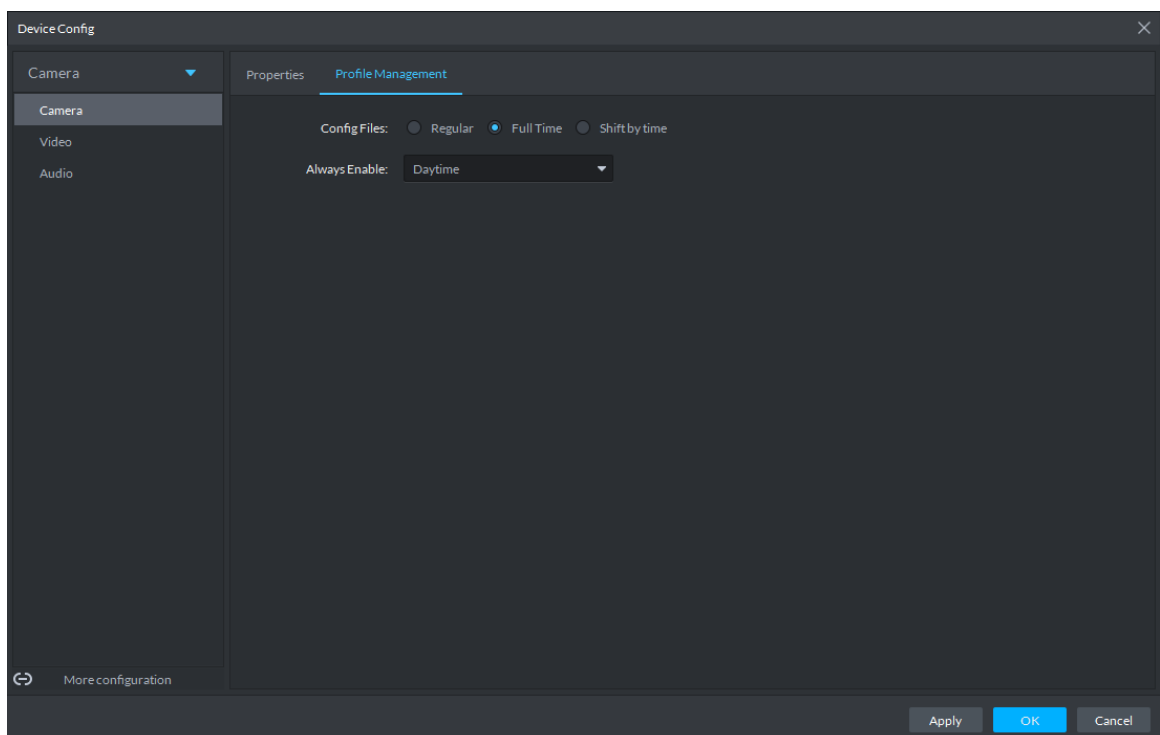 Device Config
Camera
Properties
Profile Management
Camera
Video
Audio
Config Files: Regular Full Time Shift by time
Always Enable: Daytime
More configuration
Apply
OK
Cancel